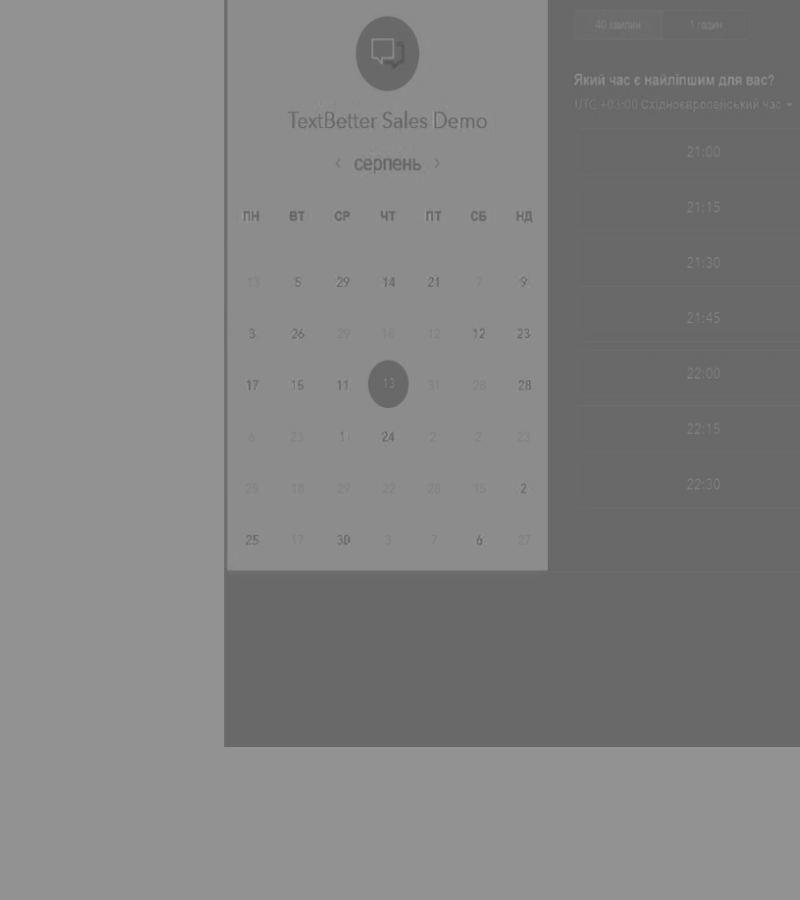 TextBetter Sales Demo
‹ серпень ›
ПН ВТ СР ЧТ ПТ СБ НД
13 5 29 14 21 7 9
3 26 29 18 12 12 23
17 15 11 13 31 26 28
6 23 1 24 2 2 23
25 18 29 22 28 15 2
25 17 30 3 7 6 27
40 хвилин 1 годин
Який час є найліпшим для вас?
UTC +03:00 Східноєвропейський час
21:00
21:15
21:30
21:45
22:00
22:15
22:30